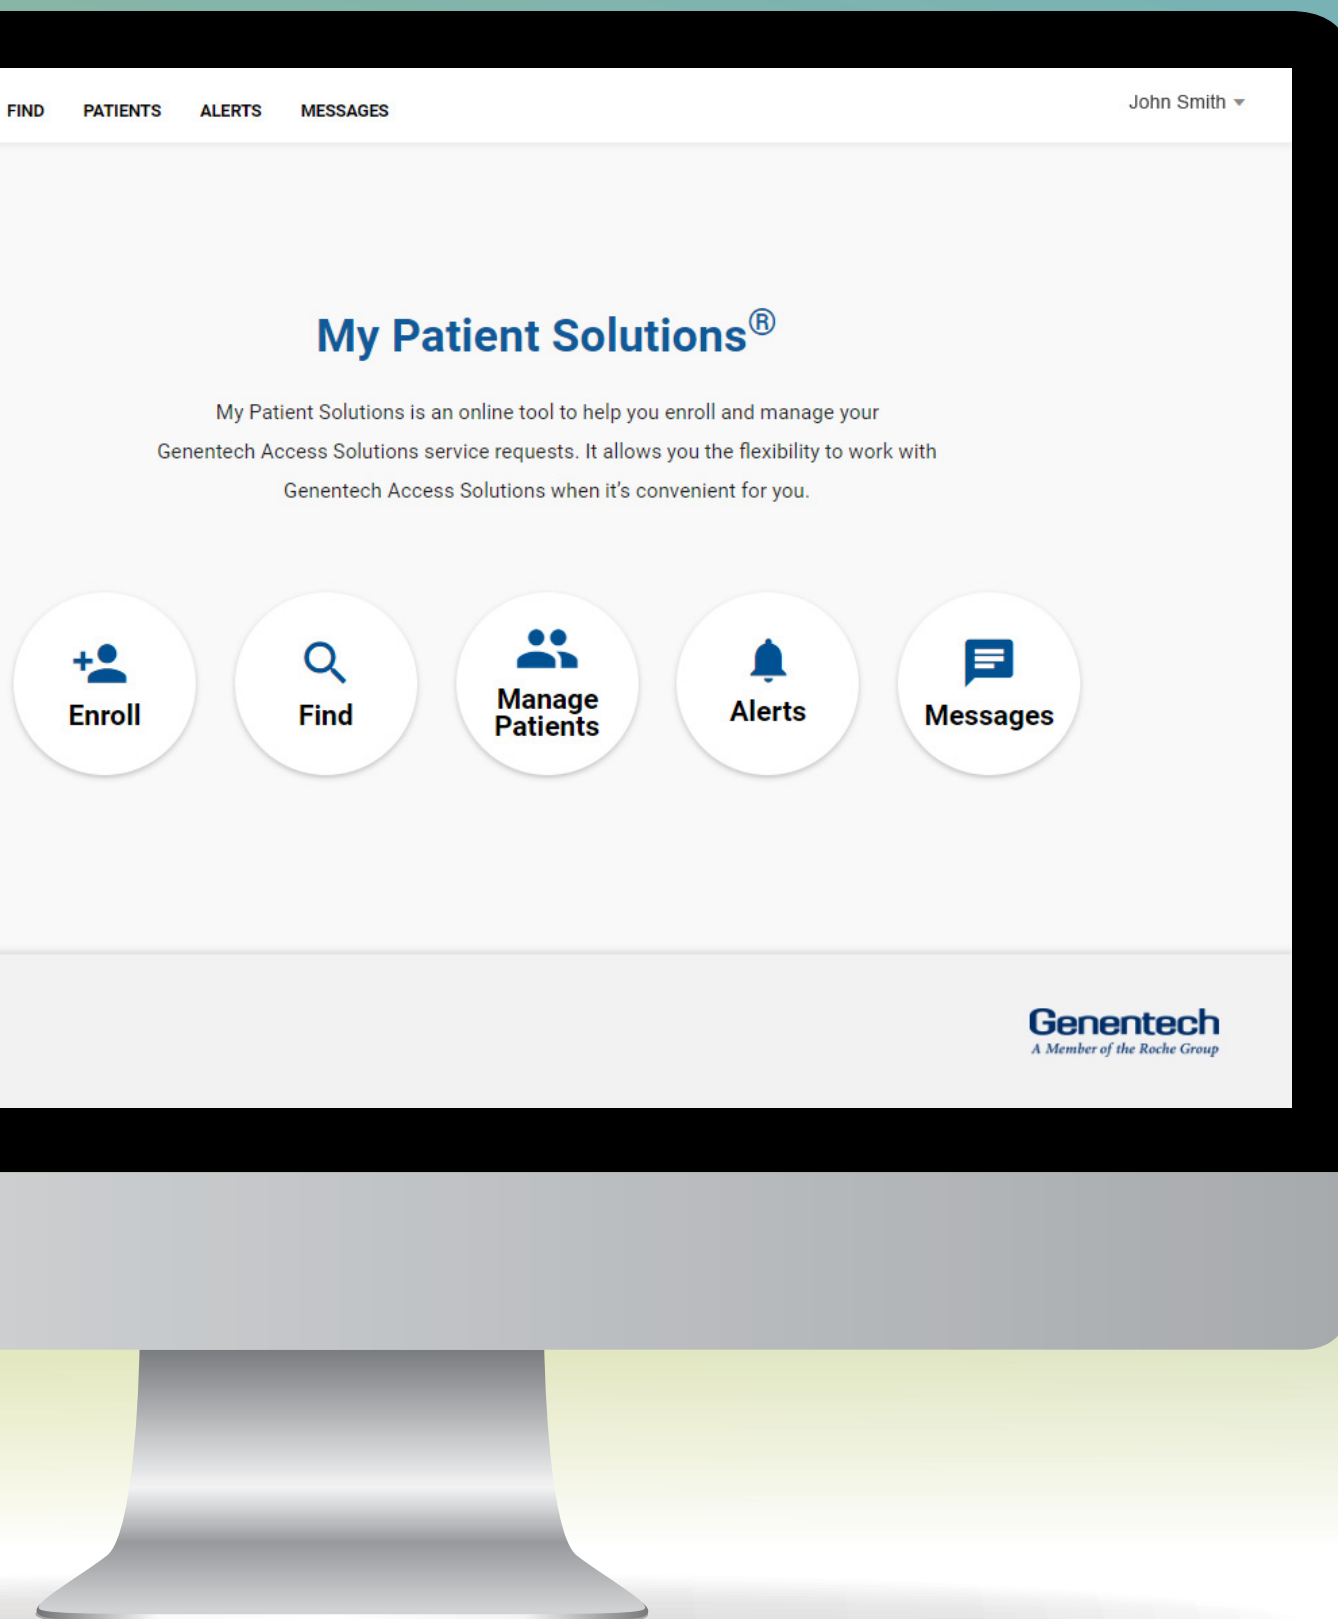 FIND PATIENTS ALERTS MESSAGES
John Smith
My Patient Solutions®
My Patient Solutions is an online tool to help you enroll and manage your
Genentech Access Solutions service requests. It allows you the flexibility to work with
Genentech Access Solutions when it’s convenient for you.
Enroll
Find
Manage
Patients
Alerts
Messages
Genentech
A Member of the Roche Group